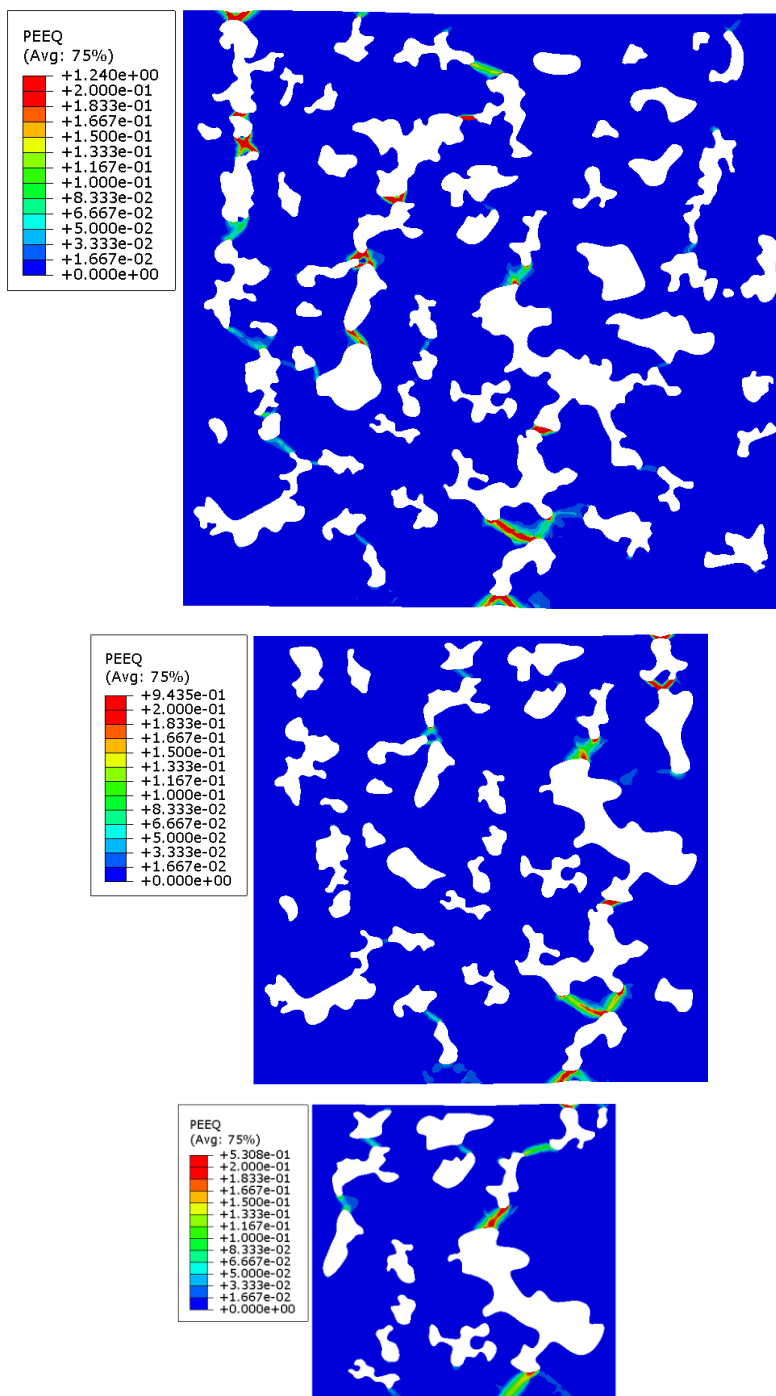 PEEQ
(Avg: 75%)
+1.240e+00
+2.000e-01
+1.833e-01
+1.667e-01
+1.500e-01
+1.333e-01
+1.167e-01
+1.000e-01
+8.333e-02
+6.667e-02
+5.000e-02
+3.333e-02
+1.667e-02
+0.000e+00
PEEQ
(Avg: 75%)
+9.435e-01
+2.000e-01
+1.833e-01
+1.667e-01
+1.500e-01
+1.333e-01
+1.167e-01
+1.000e-01
+8.333e-02
+6.667e-02
+5.000e-02
+3.333e-02
+1.667e-02
+0.000e+00
PEEQ
(Avg: 75%)
+5.308e-01
+2.000e-01
+1.833e-01
+1.667e-01
+1.500e-01
+1.333e-01
+1.167e-01
+1.000e-01
+8.333e-02
+6.667e-02
+5.000e-02
+3.333e-02
+1.667e-02
+0.000e+00